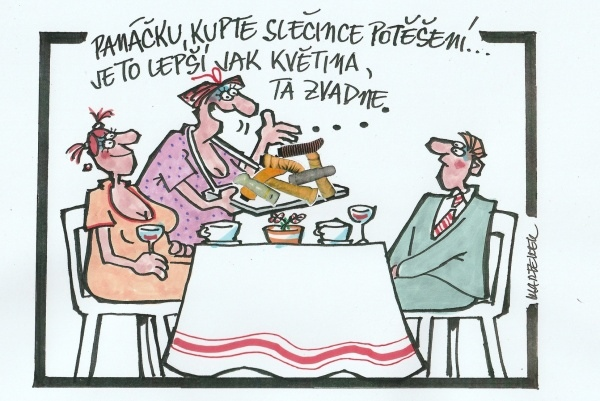 PANÁČKU, KUPTE SLEČINCE POTĚŠENÍ...
JE TO LEPŠÍ JAK KVĚTINA,
TA ZVADNE...